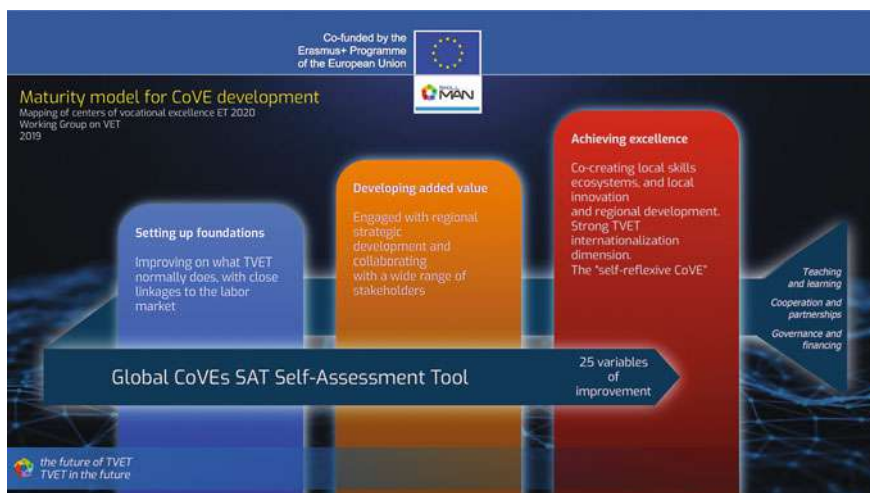 Co-funded by the
Erasmus+ Programme
of the European Union
SKILL
MAN
Maturity model for CoVE development
Mapping of centers of vocational excellence ET 2020
Working Group on VET
2019
Setting up foundations
Improving on what TVET
normally does, with close
linkages to the labor
market
Developing added value
Engaged with regional
strategic
development and
collaborating
with a wide range of
stakeholders
Achieving excellence
Co-creating local skills
ecosystems, and local
innovation
and regional development.
Strong TVET
internationalization
dimension.
The "self-reflexive CoVE"
Teaching
and learning
Cooperation and
partnerships
Governance and
financing
Global CoVEs SAT Self-Assessment Tool
25 variables
of
improvement
the future of TVET
TVET in the future